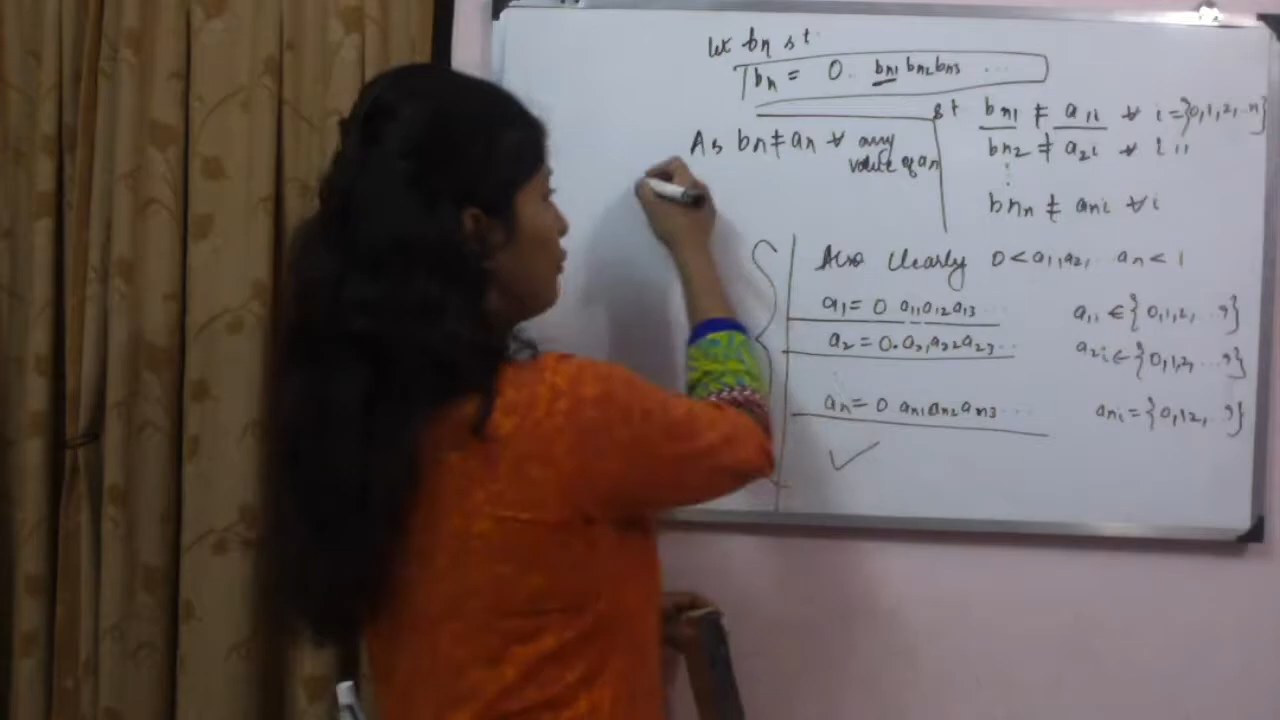 let bn st
bn = 0. bn1 bn2 bn3 ...
st bn1 ≠ a1i ∀ i = {0,1,2,..n}
As bn ≠ an ∀ any
value of an
bn2 ≠ a2i ∀ i ,,
⋮
bnn ≠ ani ∀i
Also clearly 0 < a1, a2, .. an < 1
a1 = 0 a11 a12 a13 ... a11 ∈ {0,1,2, ..9}
a2 = 0. a21 a22 a23 ... a2i ∈ {0,1,2, ...9}
an = 0 an1 an2 an3 ... ani = {0,1,2, ..9}